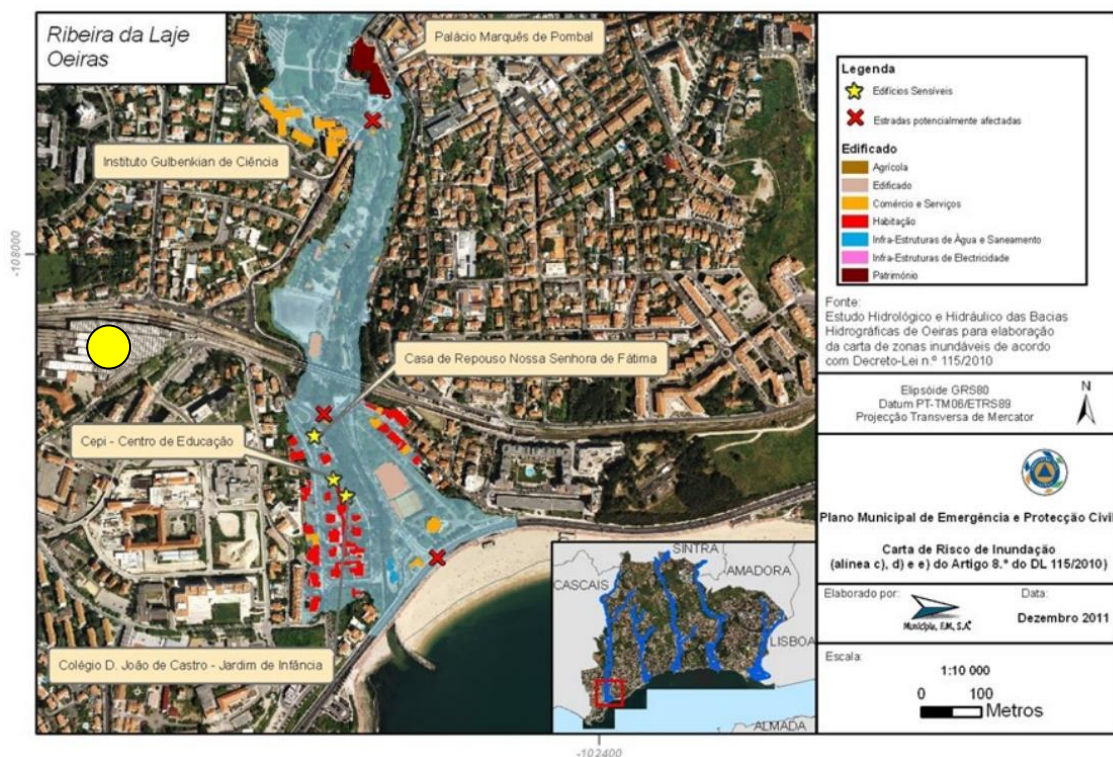 Ribeira da Laje
Oeiras
Palácio Marquês de Pombal
Instituto Gulbenkian de Ciência
Casa de Repouso Nossa Senhora de Fátima
Cepi - Centro de Educação
Colégio D. João de Castro - Jardim de Infância
-108000
-102400
SINTRA
CASCAIS
AMADORA
LISBOA
ALMADA
Legenda
Edifícios Sensíveis
Estradas potencialmente afectadas
Edificado
Agrícola
Edificado
Comércio e Serviços
Habitação
Infra-Estruturas de Água e Saneamento
Infra-Estruturas de Electricidade
Património
Fonte:
Estudo Hidrológico e Hidráulico das Bacias
Hidrográficas de Oeiras para elaboração
da carta de zonas inundáveis de acordo
com Decreto-Lei n.º 115/2010
Elipsóide GRS80
Datum PT-TM06/ETRS89
Projecção Transversa de Mercator
N
Plano Municipal de Emergência e Protecção Civil
Carta de Risco de Inundação
(alínea c), d) e e) do Artigo 8.º do DL 115/2010)
Elaborado por:
Município, E.M, S.A.
Data:
Dezembro 2011
Escala:
1:10 000
0 100
Metros